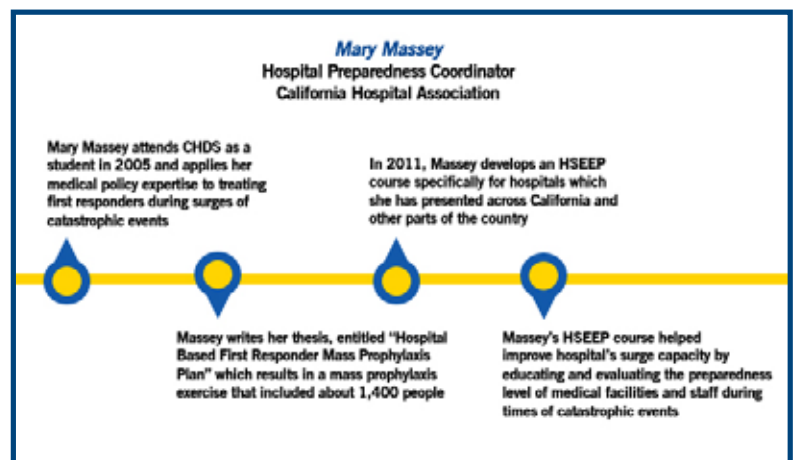 Mary Massey
Hospital Preparedness Coordinator
California Hospital Association
Mary Massey attends CHDS as a
student in 2005 and applies her
medical policy expertise to treating
first responders during surges of
catastrophic events
In 2011, Massey develops an HSEEP
course specifically for hospitals which
she has presented across California and
other parts of the country
Massey writes her thesis, entitled “Hospital
Based First Responder Mass Prophylaxis
Plan” which results in a mass prophylaxis
exercise that included about 1,400 people
Massey’s HSEEP course helped
improve hospital’s surge capacity by
educating and evaluating the preparedness
level of medical facilities and staff during
times of catastrophic events